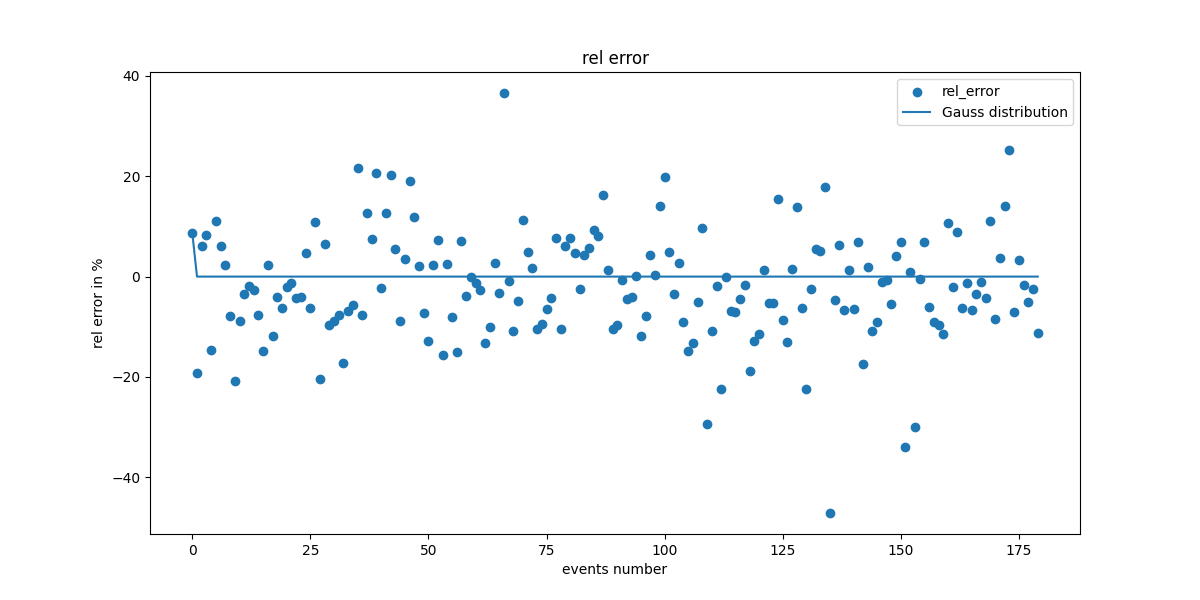 rel error
rel_error
Gauss distribution
40
20
0
−20
−40
rel error in %
0 25 50 75 100 125 150 175
events number